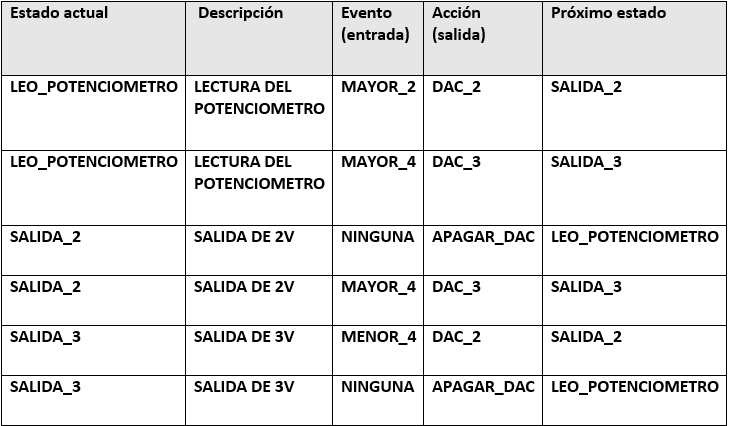 Estado actual Descripción Evento Acción Próximo estado
(entrada) (salida)
LEO_POTENCIOMETRO LECTURA DEL MAYOR_2 DAC_2 SALIDA_2
POTENCIOMETRO
LEO_POTENCIOMETRO LECTURA DEL MAYOR_4 DAC_3 SALIDA_3
POTENCIOMETRO
SALIDA_2 SALIDA DE 2V NINGUNA APAGAR_DAC LEO_POTENCIOMETRO
SALIDA_2 SALIDA DE 2V MAYOR_4 DAC_3 SALIDA_3
SALIDA_3 SALIDA DE 3V MENOR_4 DAC_2 SALIDA_2
SALIDA_3 SALIDA DE 3V NINGUNA APAGAR_DAC LEO_POTENCIOMETRO